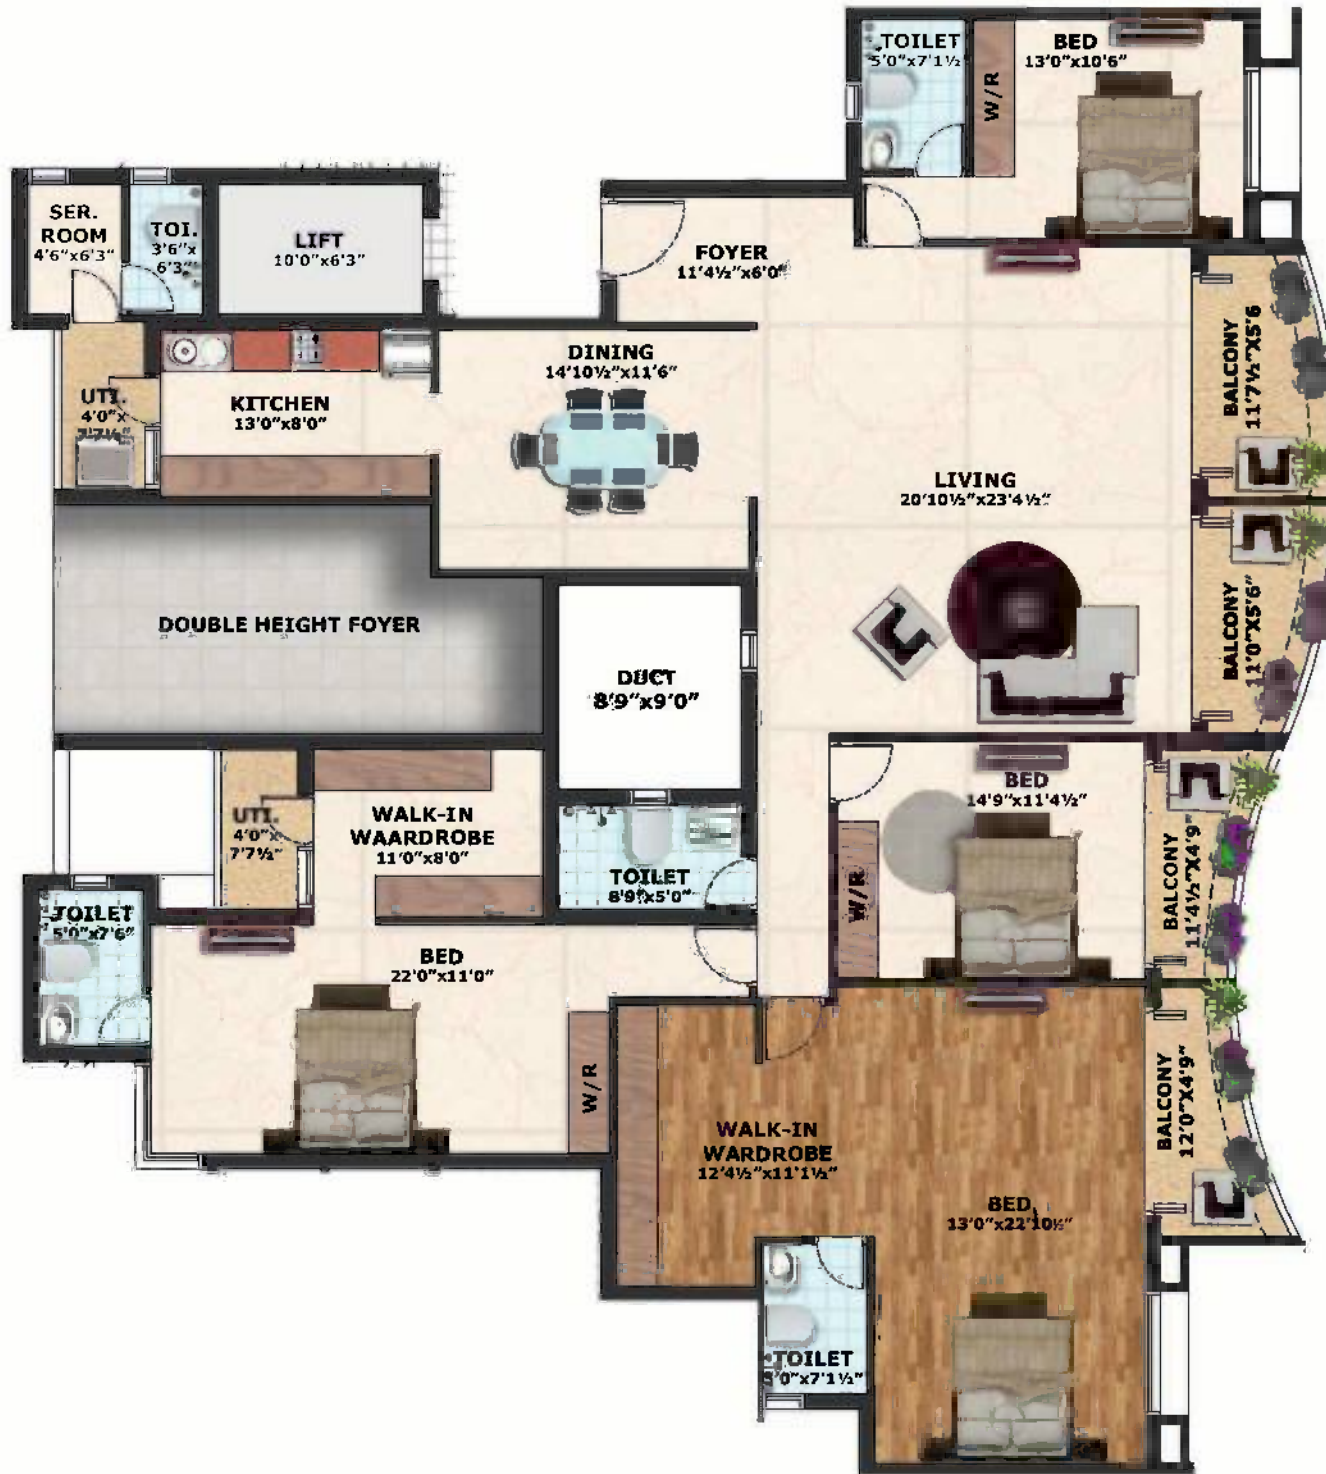 TOILET
5'0"x7'1½"
W/R
BED
13'0"x10'6"
SER.
ROOM
4'6"x6'3"
TOI.
3'6"x
6'3"
LIFT
10'0"x6'3"
FOYER
11'4½"x6'0"
BALCONY
11'7½"X5'6
DINING
14'10½"x11'6"
UTI.
4'0"x
7'7½"
KITCHEN
13'0"x8'0"
LIVING
20'10½"x23'4½"
BALCONY
11'0"X5'6"
DOUBLE HEIGHT FOYER
DUCT
8'9"x9'0"
BED
14'9"x11'4½"
UTI.
4'0"x
7'7½"
WALK-IN
WAARDROBE
11'0"x8'0"
TOILET
8'9"x5'0"
W/R
BALCONY
11'4½"X4'9"
TOILET
5'0"x7'6"
BED
22'0"x11'0"
W/R
BALCONY
12'0"X4'9"
WALK-IN
WARDROBE
12'4½"x11'1½"
BED
13'0"x22'10½"
TOILET
5'0"x7'1½"